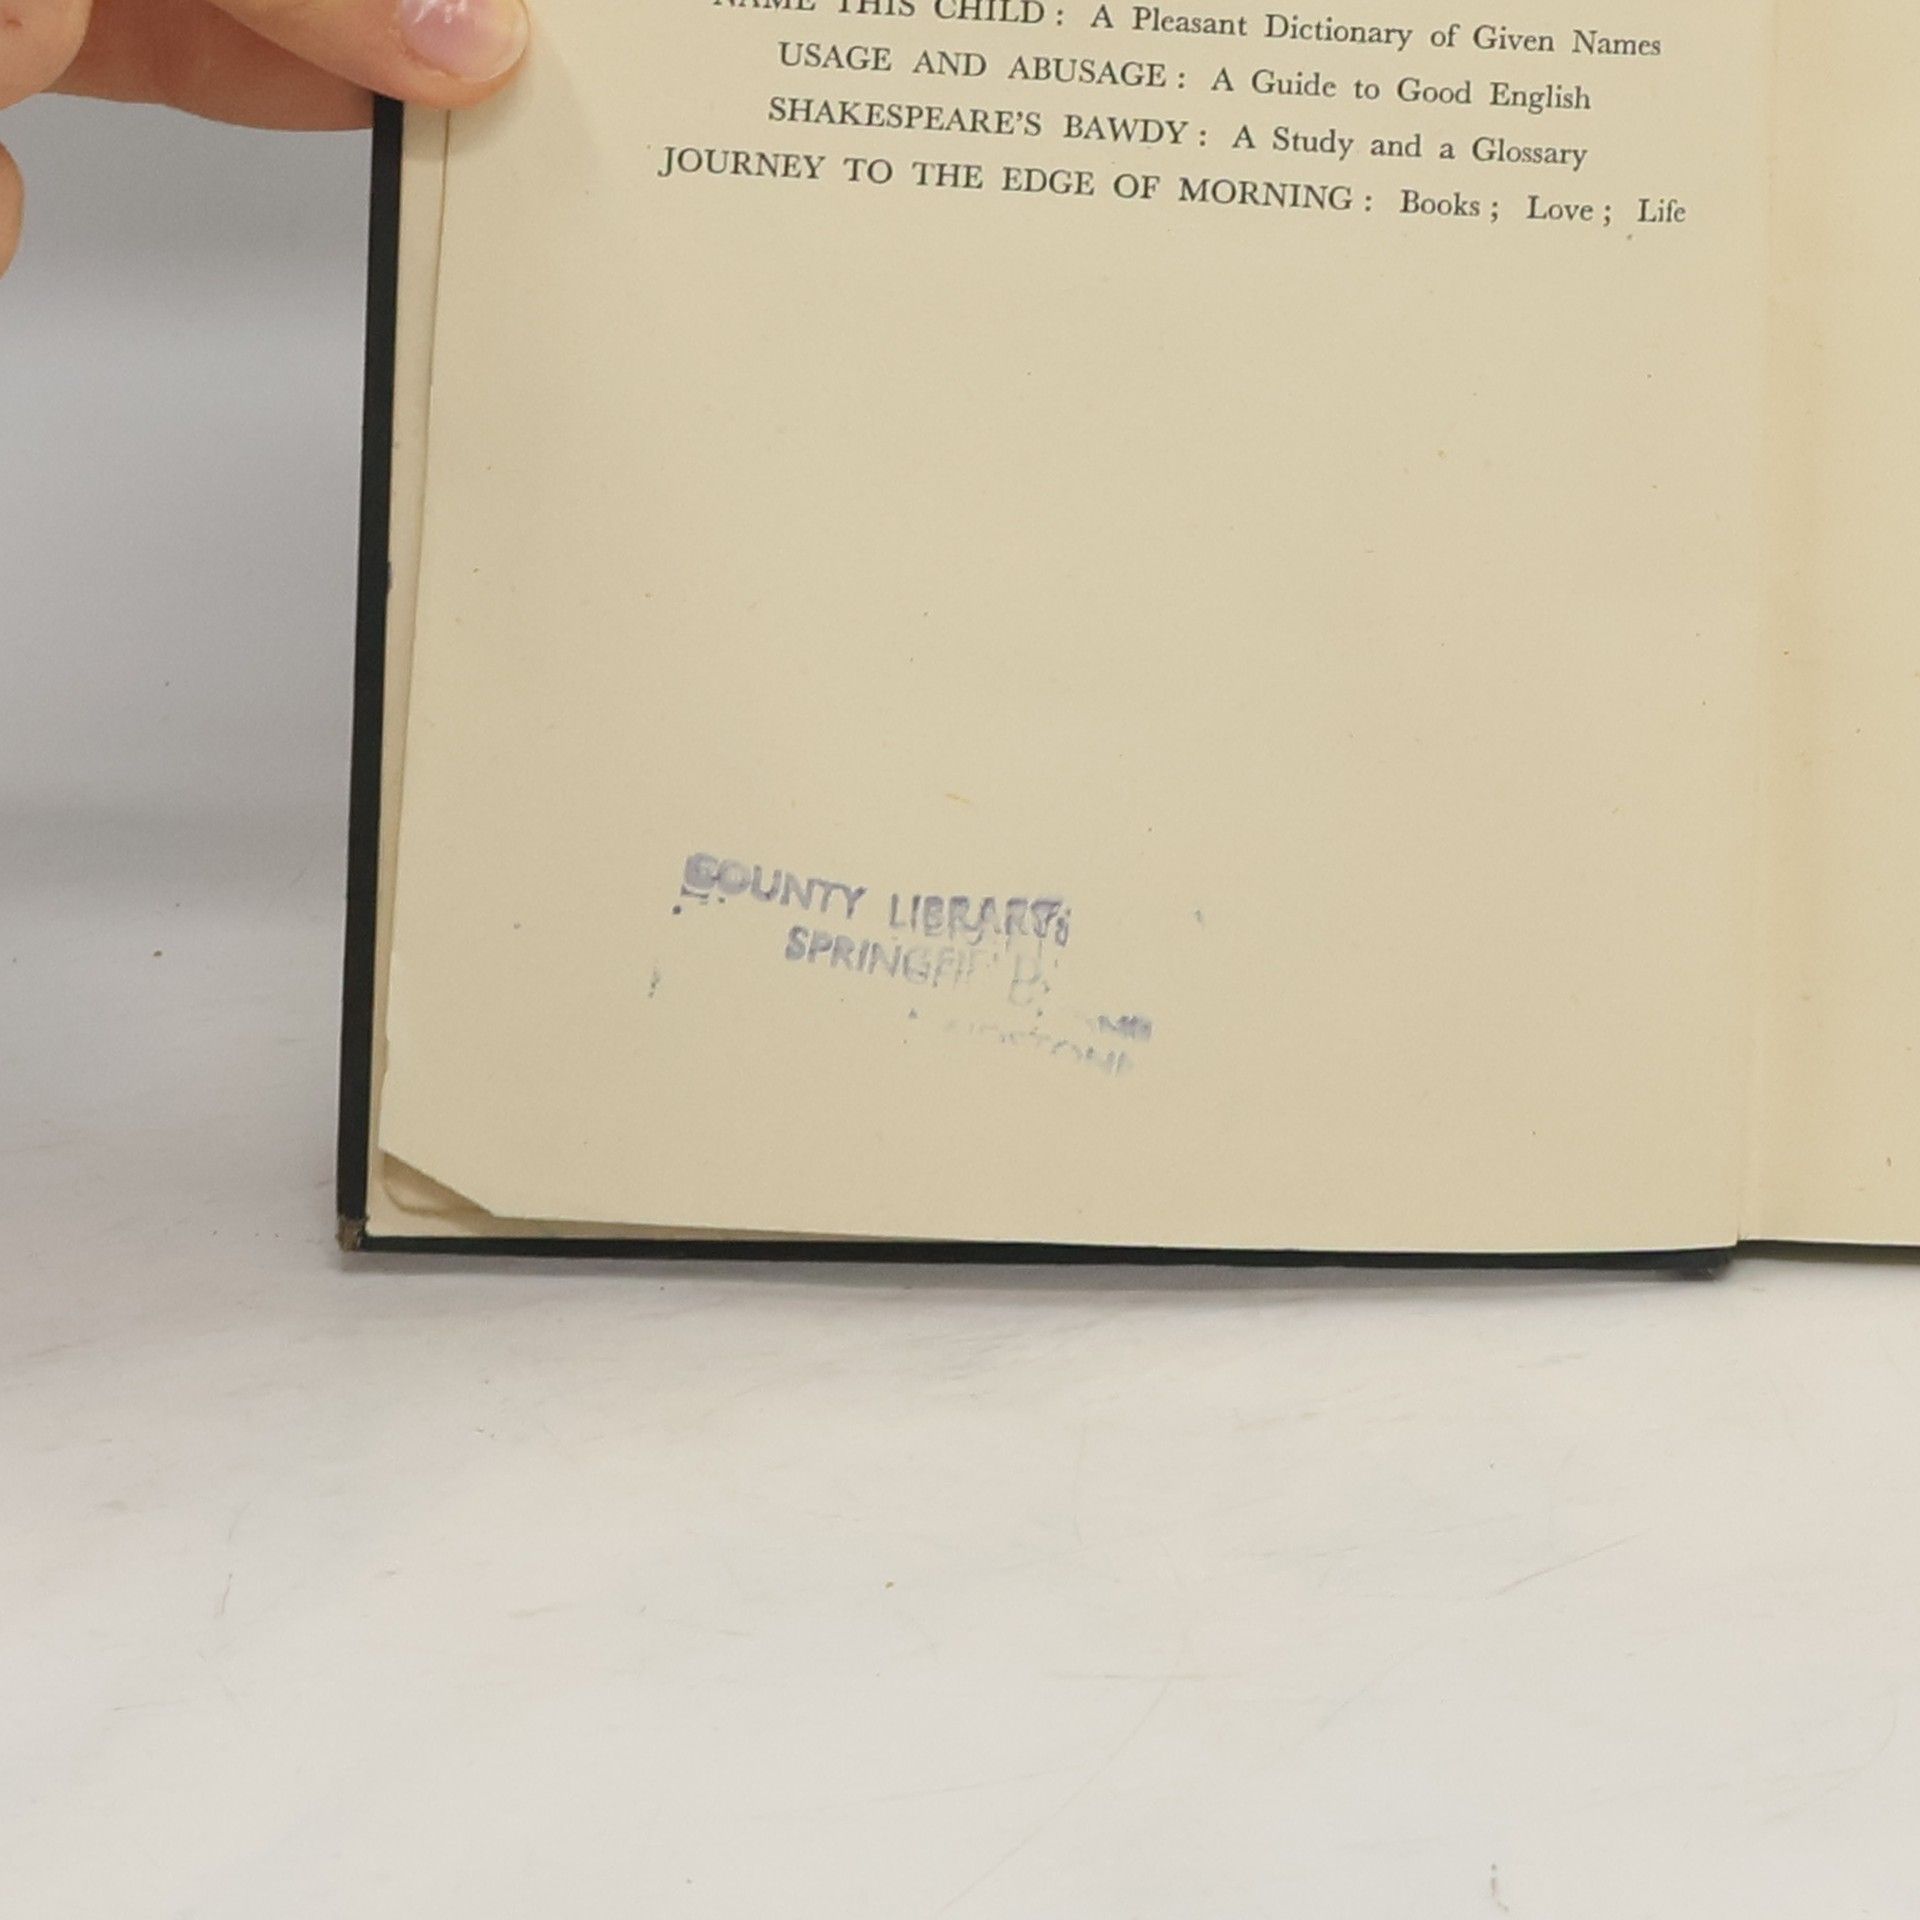 NAME THIS CHILD : A Pleasant Dictionary of Given Names
USAGE AND ABUSAGE : A Guide to Good English
SHAKESPEARE'S BAWDY : A Study and a Glossary
JOURNEY TO THE EDGE OF MORNING : Books ; Love ; Life
COUNTY LIBRARY